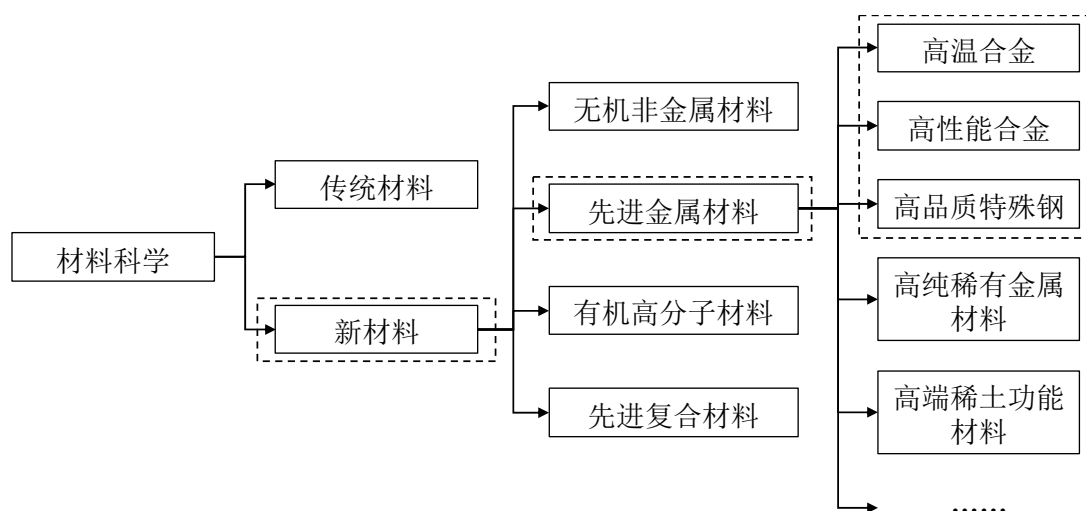 材料科学
传统材料
新材料
无机非金属材料
先进金属材料
有机高分子材料
先进复合材料
高温合金
高性能合金
高品质特殊钢
高纯稀有金属
材料
高端稀土功能
材料
……